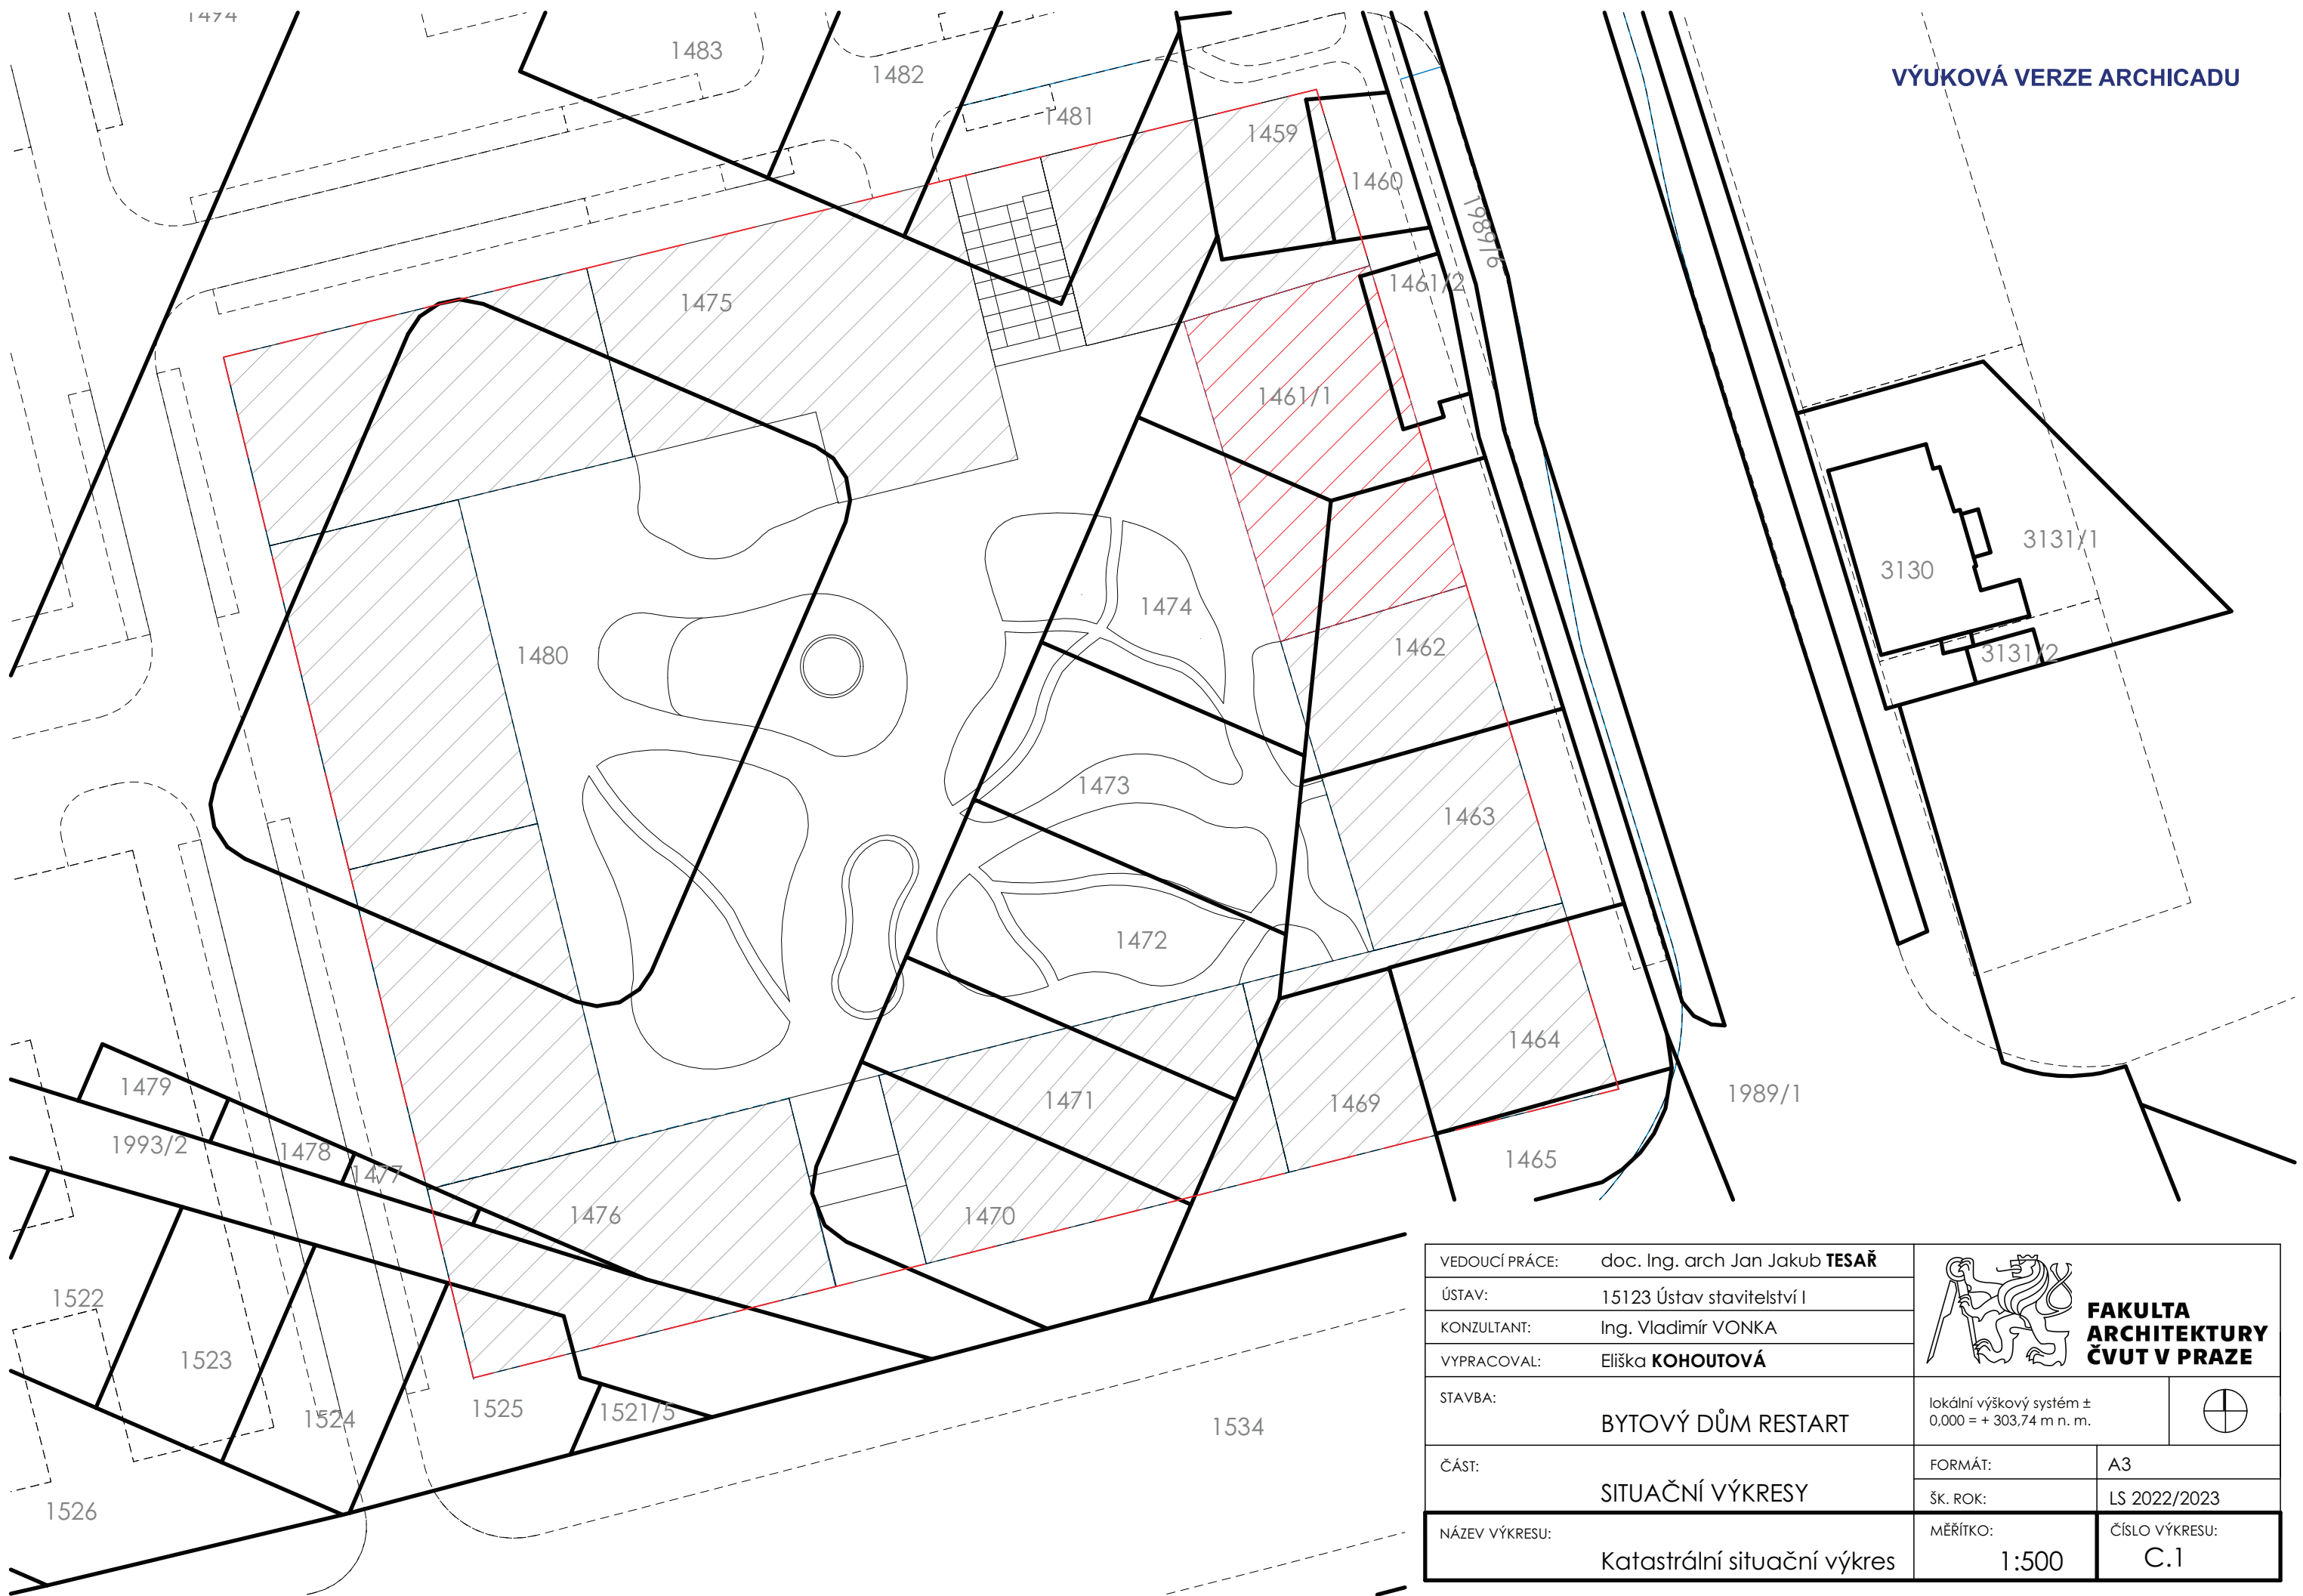 1494
1483
1482
VÝUKOVÁ VERZE ARCHICADU
1481
1459
1460
1989/6
1461/2
1475
1461/1
3131/1
3130
1474
1462
1480
3131/2
1473
1463
1472
1464
1479
1471
1469
1989/1
1993/2
1478
1477
1465
1476
1470
1522
1523
1524
1525
1521/5
1534
1526
VEDOUCÍ PRÁCE: doc. Ing. arch Jan Jakub TESAŘ
ÚSTAV: 15123 Ústav stavitelství I
KONZULTANT: Ing. Vladimír VONKA
VYPRACOVAL: Eliška KOHOUTOVÁ
FAKULTA
ARCHITEKTURY
ČVUT V PRAZE
STAVBA:
BYTOVÝ DŮM RESTART
lokální výškový systém ±
0,000 = + 303,74 m n. m.
ČÁST:
SITUAČNÍ VÝKRESY
FORMÁT: A3
ŠK. ROK: LS 2022/2023
NÁZEV VÝKRESU:
Katastrální situační výkres
MĚŘÍTKO:
1:500
ČÍSLO VÝKRESU:
C.1